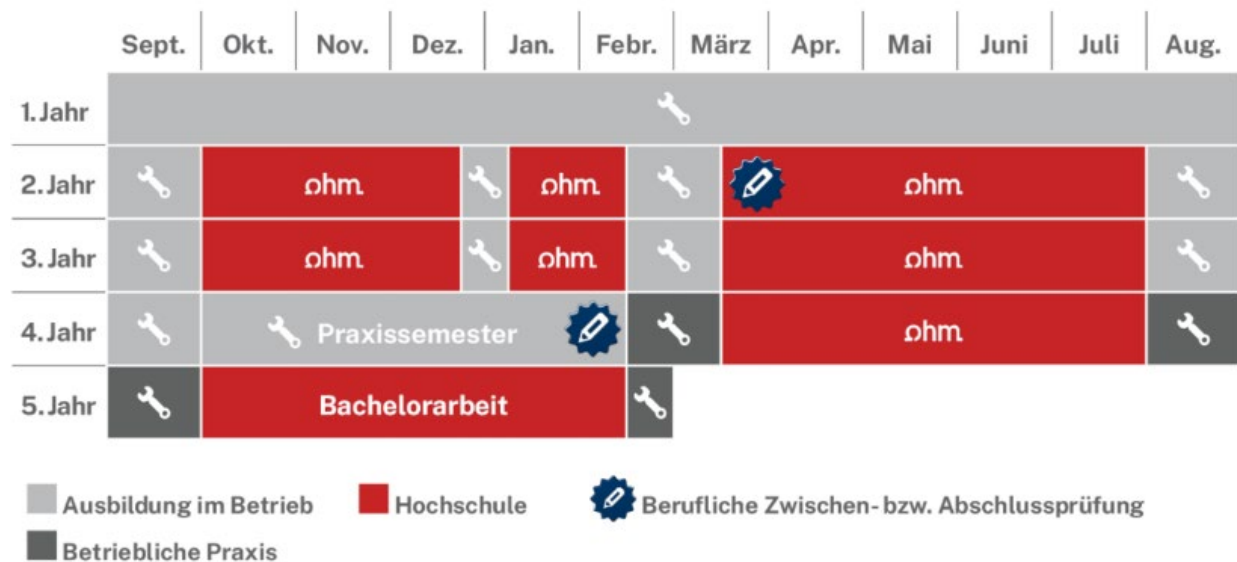 Sept. Okt. Nov. Dez. Jan. Febr. März Apr. Mai Juni Juli Aug.
1. Jahr
2. Jahr ohm ohm ohm
3. Jahr ohm ohm ohm
4. Jahr Praxissemester ohm
5. Jahr Bachelorarbeit
Ausbildung im Betrieb Hochschule Berufliche Zwischen- bzw. Abschlussprüfung
Betriebliche Praxis